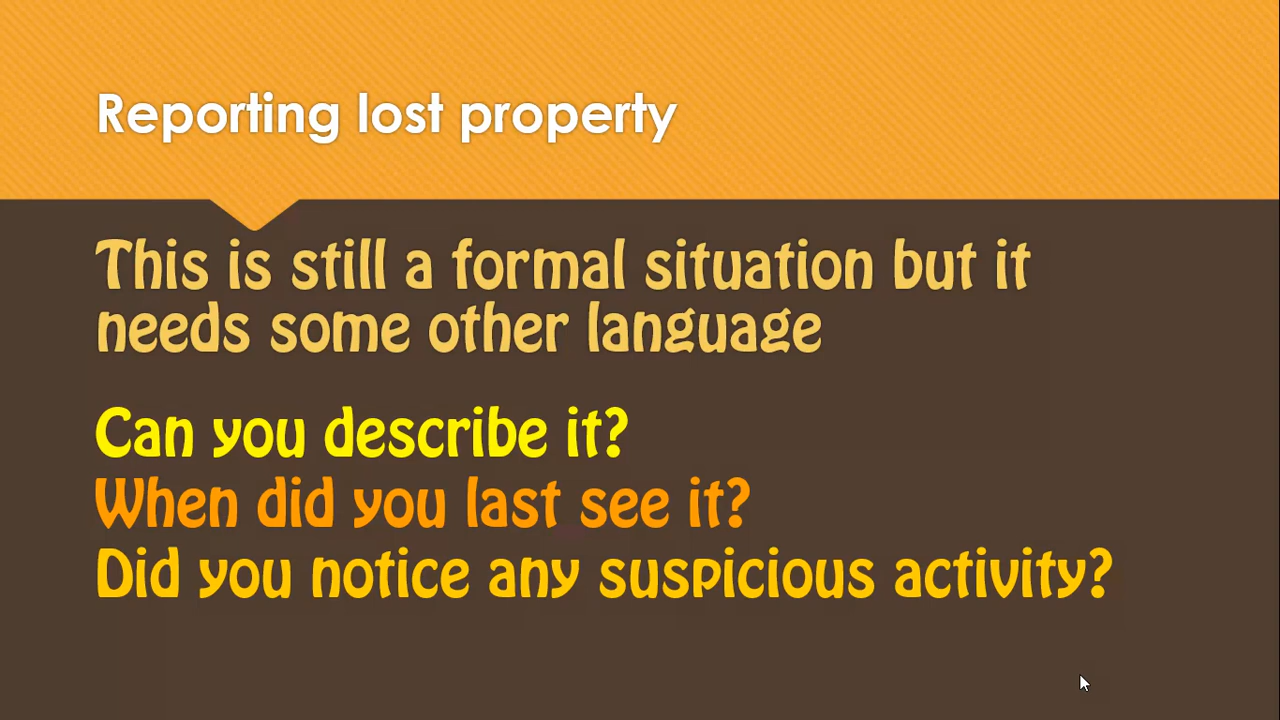 Reporting lost property
This is still a formal situation but it
needs some other language
Can you describe it?
When did you last see it?
Did you notice any suspicious activity?